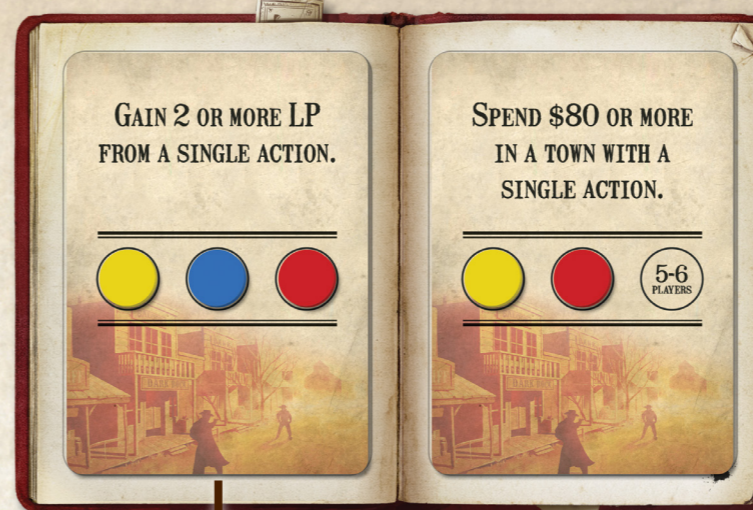 GAIN 2 OR MORE LP
FROM A SINGLE ACTION.
SPEND $80 OR MORE
IN A TOWN WITH A
SINGLE ACTION.
5-6
PLAYERS